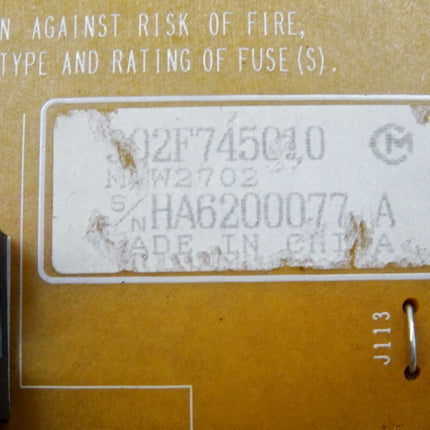 N AGAINST RISK OF FIRE,
TYPE AND RATING OF FUSE(S).
302F745010
W2702
S/N HA6200077 A
MADE IN CHINA
J113